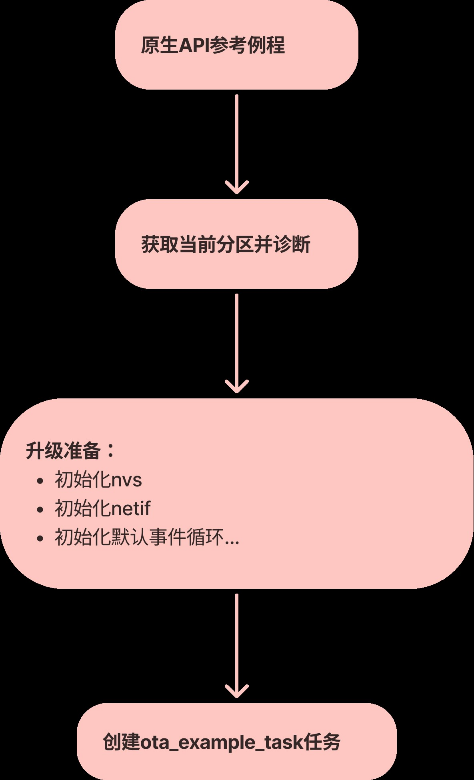 原生API参考例程
获取当前分区并诊断
升级准备：
• 初始化nvs
• 初始化netif
• 初始化默认事件循环...
创建ota_example_task任务